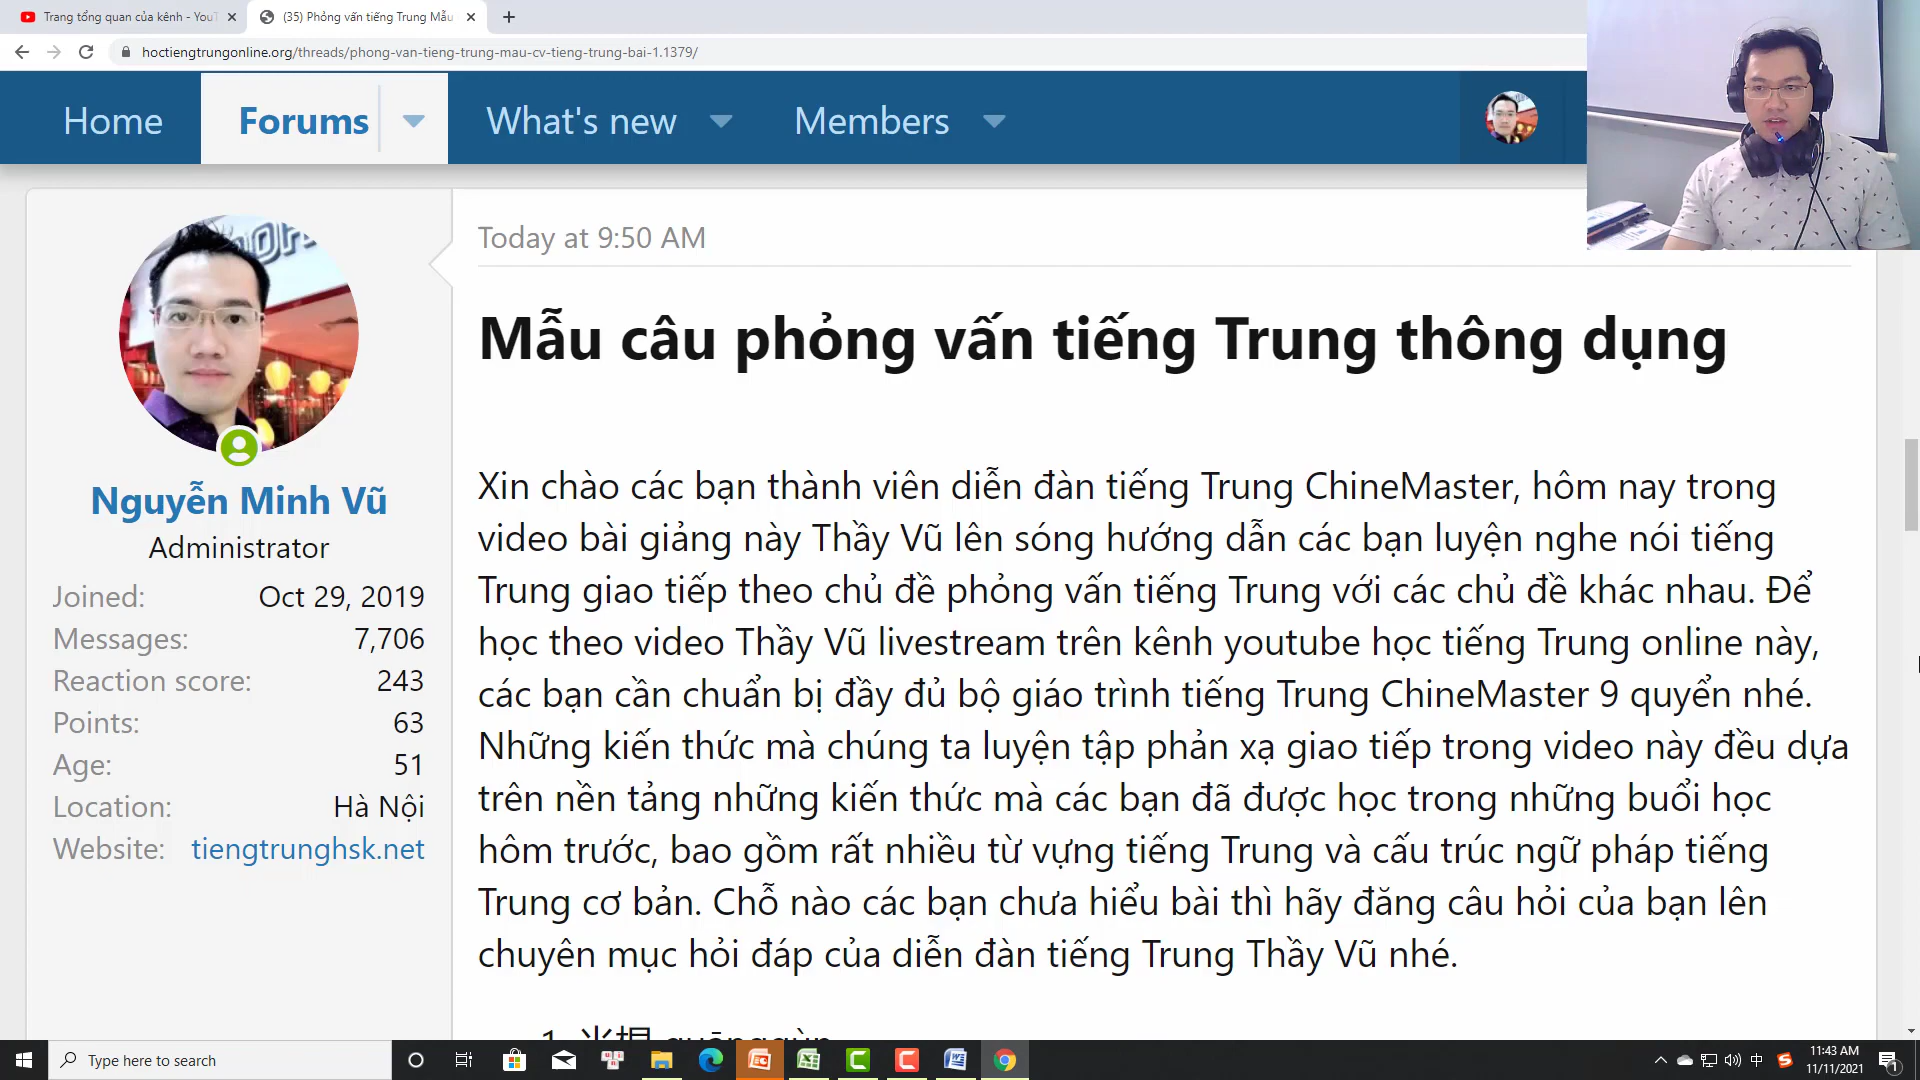 Trang tổng quan của kênh - You
(35) Phỏng vấn tiếng Trung Mẫu
hoctiengtrungonline.org/threads/phong-van-tieng-trung-mau-cv-tieng-trung-bai-1.1379/
Home
Forums
What's new
Members
Nguyễn Minh Vũ
Administrator
Joined: Oct 29, 2019
Messages: 7,706
Reaction score: 243
Points: 63
Age: 51
Location: Hà Nội
Website: tiengtrunghsk.net
Today at 9:50 AM
Mẫu câu phỏng vấn tiếng Trung thông dụng
Xin chào các bạn thành viên diễn đàn tiếng Trung ChineMaster, hôm nay trong
video bài giảng này Thầy Vũ lên sóng hướng dẫn các bạn luyện nghe nói tiếng
Trung giao tiếp theo chủ đề phỏng vấn tiếng Trung với các chủ đề khác nhau. Để
học theo video Thầy Vũ livestream trên kênh youtube học tiếng Trung online này,
các bạn cần chuẩn bị đầy đủ bộ giáo trình tiếng Trung ChineMaster 9 quyển nhé.
Những kiến thức mà chúng ta luyện tập phản xạ giao tiếp trong video này đều dựa
trên nền tảng những kiến thức mà các bạn đã được học trong những buổi học
hôm trước, bao gồm rất nhiều từ vựng tiếng Trung và cấu trúc ngữ pháp tiếng
Trung cơ bản. Chỗ nào các bạn chưa hiểu bài thì hãy đăng câu hỏi của bạn lên
chuyên mục hỏi đáp của diễn đàn tiếng Trung Thầy Vũ nhé.
1. 光棍 guānggùn
Type here to search
中
11:43 AM
11/11/2021
1